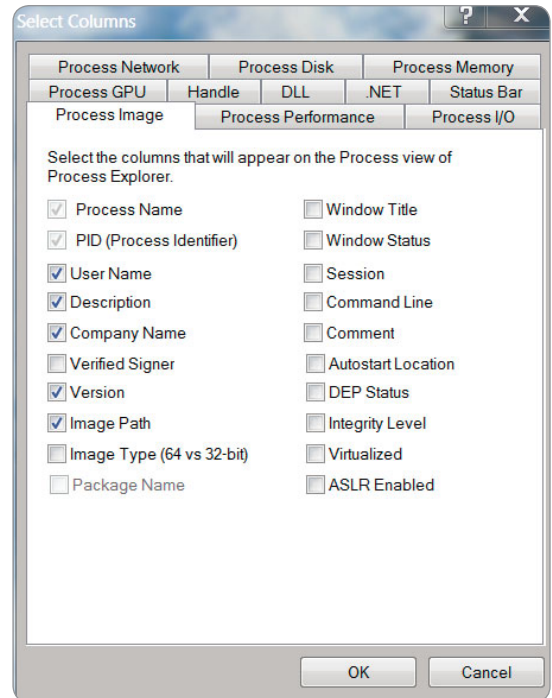 Select Columns
? X
Process Network Process Disk Process Memory
Process GPU Handle DLL .NET Status Bar
Process Image Process Performance Process I/O
Select the columns that will appear on the Process view of
Process Explorer.
Process Name Window Title
PID (Process Identifier) Window Status
User Name Session
Description Command Line
Company Name Comment
Verified Signer Autostart Location
Version DEP Status
Image Path Integrity Level
Image Type (64 vs 32-bit) Virtualized
Package Name ASLR Enabled
OK Cancel